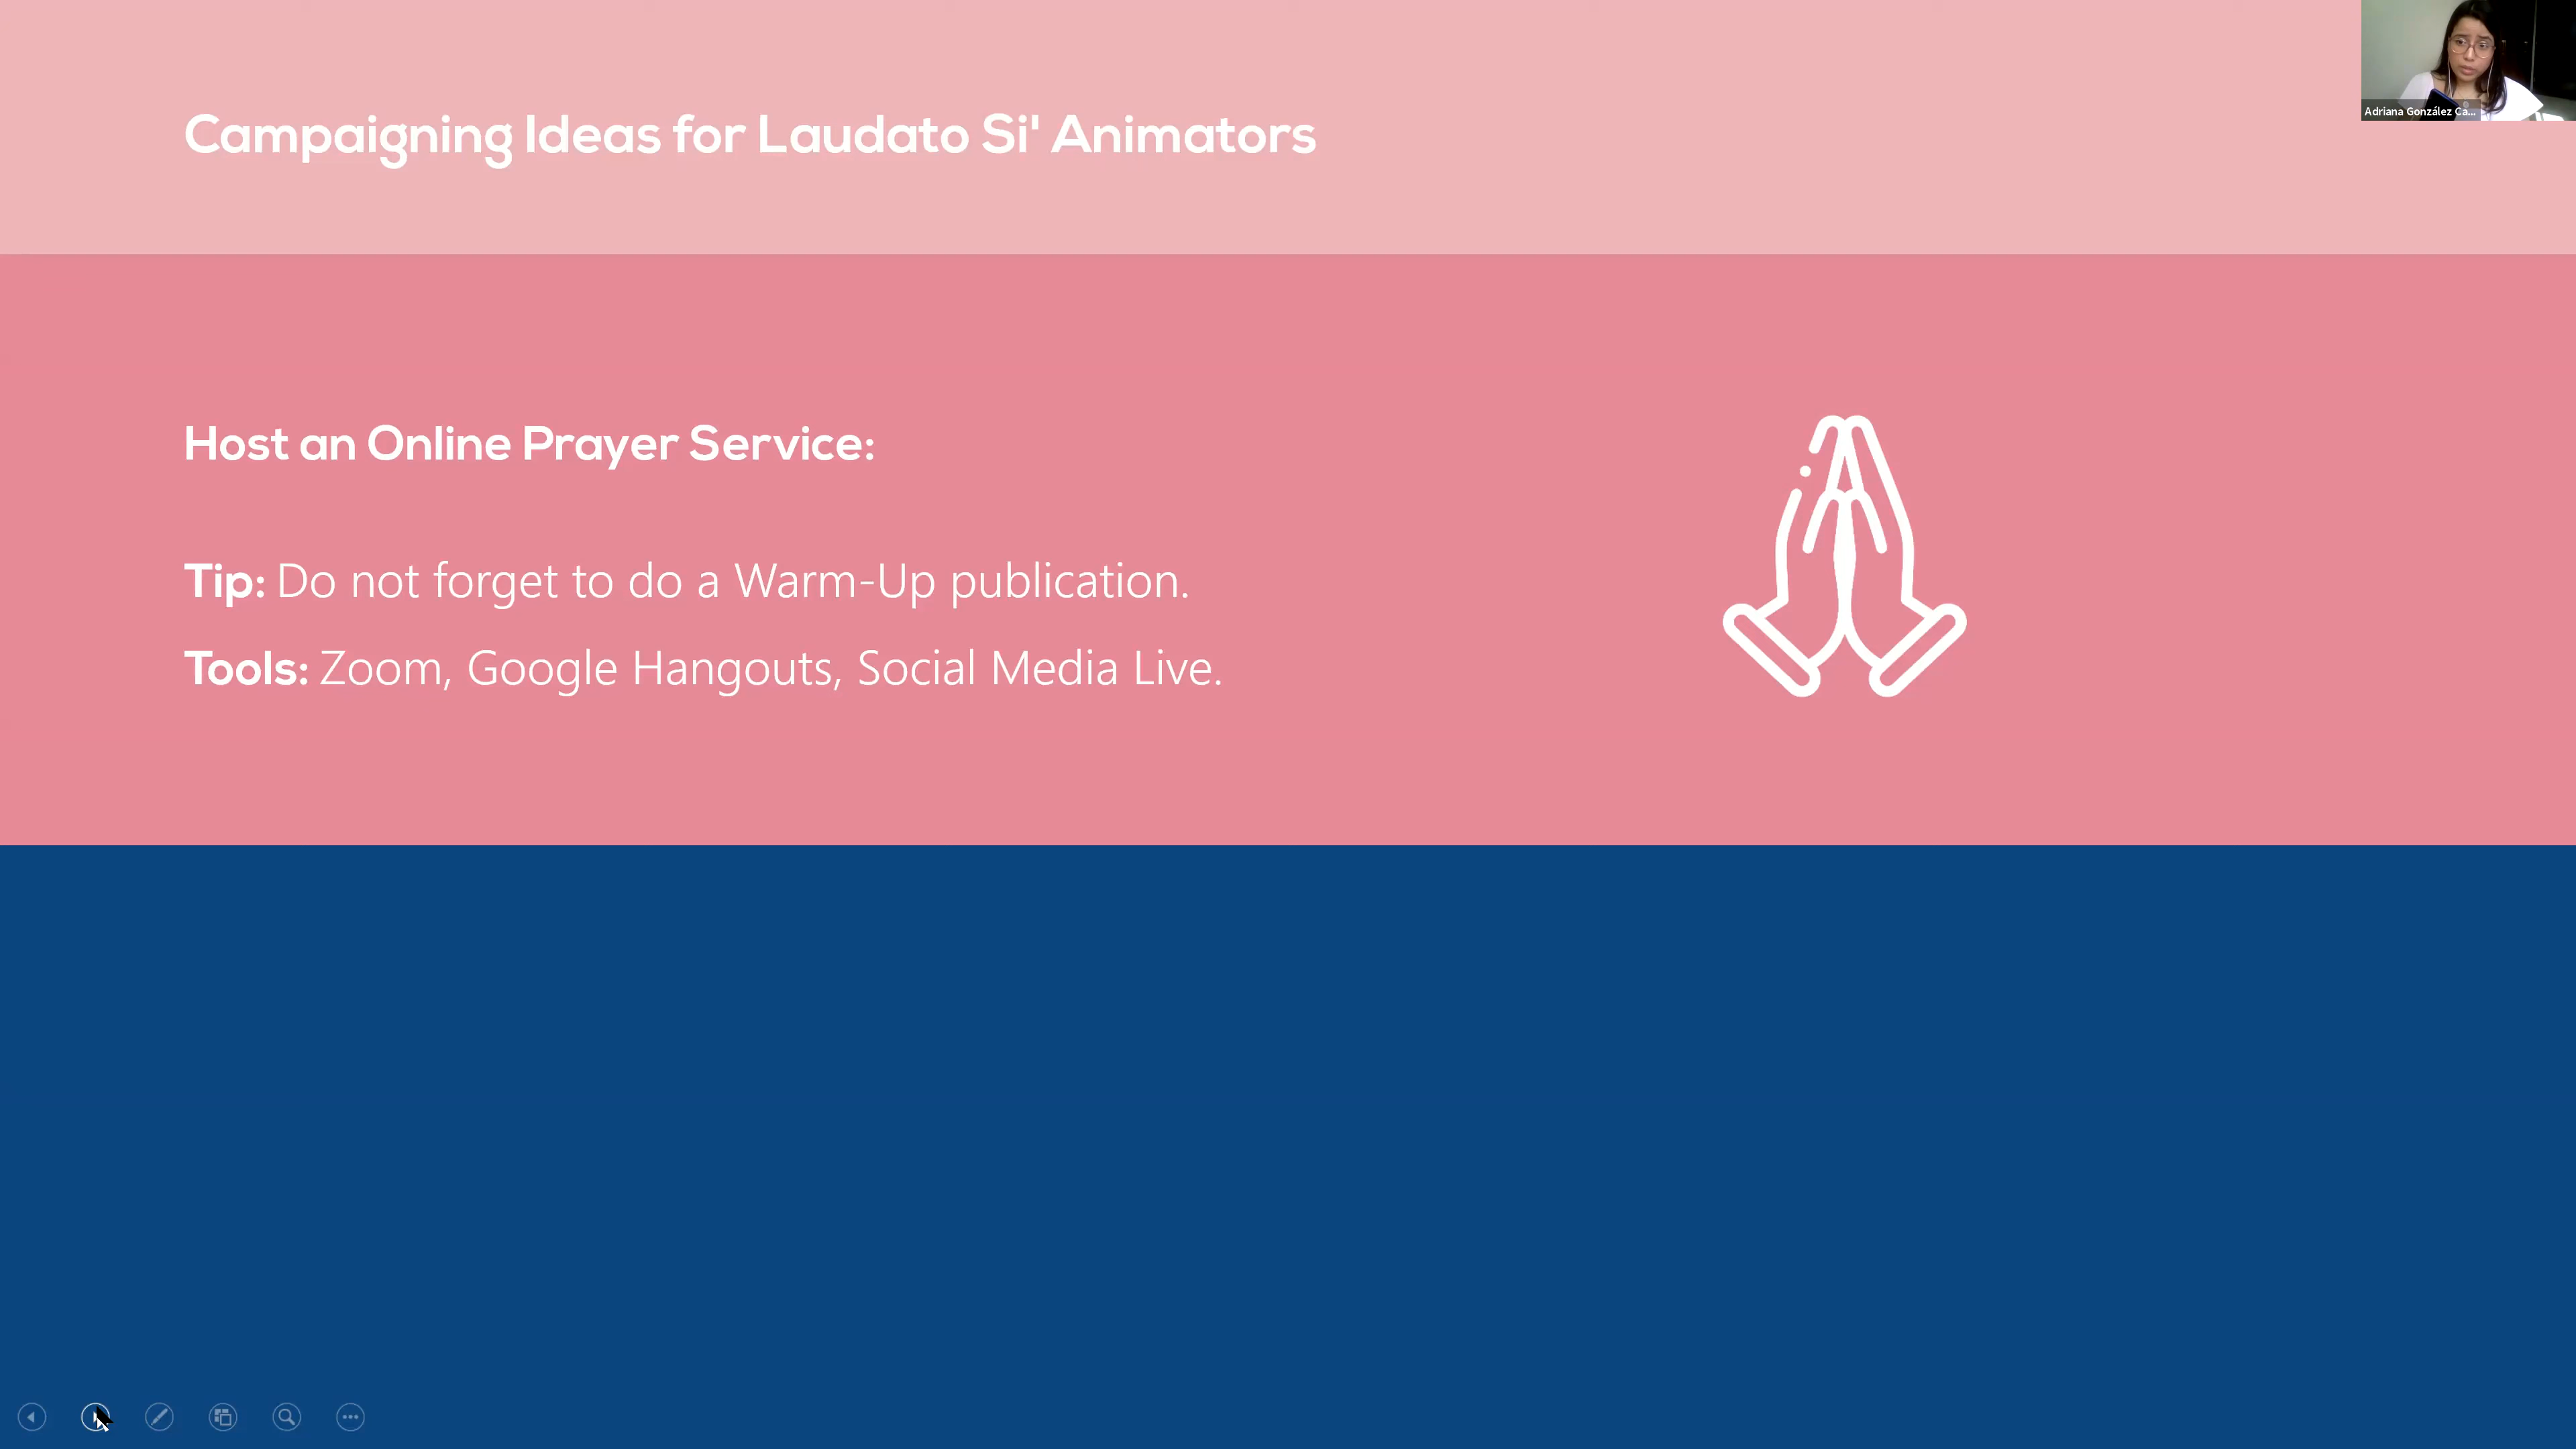 Campaigning Ideas for Laudato Si' Animators
Adriana González Ca...
Host an Online Prayer Service:
Tip: Do not forget to do a Warm-Up publication.
Tools: Zoom, Google Hangouts, Social Media Live.